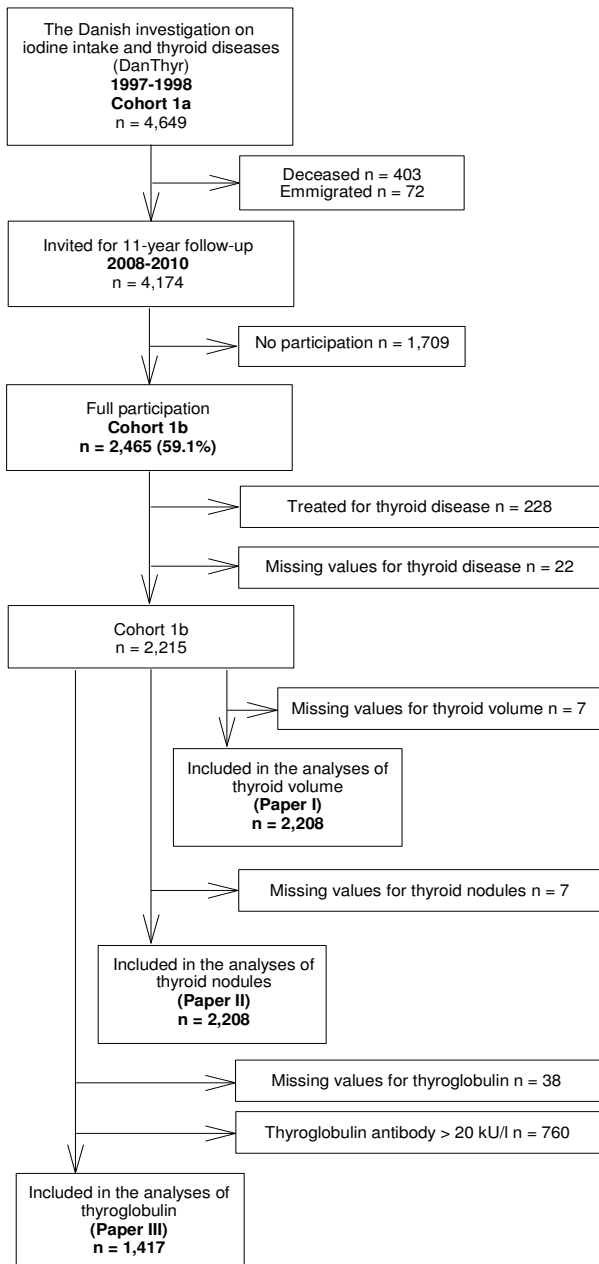 The Danish investigation on
iodine intake and thyroid diseases
(DanThyr)
1997-1998
Cohort 1a
n = 4,649
Deceased n = 403
Emmigrated n = 72
Invited for 11-year follow-up
2008-2010
n = 4,174
No participation n = 1,709
Full participation
Cohort 1b
n = 2,465 (59.1%)
Treated for thyroid disease n = 228
Missing values for thyroid disease n = 22
Cohort 1b
n = 2,215
Missing values for thyroid volume n = 7
Included in the analyses of
thyroid volume
(Paper I)
n = 2,208
Missing values for thyroid nodules n = 7
Included in the analyses of
thyroid nodules
(Paper II)
n = 2,208
Missing values for thyroglobulin n = 38
Thyroglobulin antibody > 20 kU/l n = 760
Included in the analyses of
thyroglobulin
(Paper III)
n = 1,417